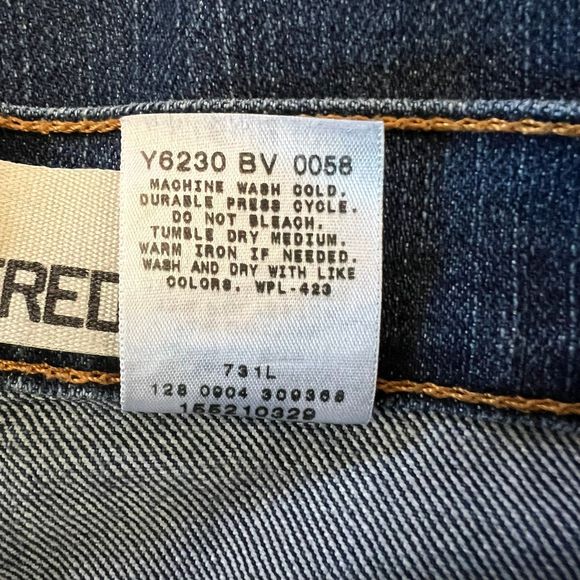 Y6230 BV 0058
MACHINE WASH COLD.
DURABLE PRESS CYCLE.
DO NOT BLEACH.
TUMBLE DRY MEDIUM.
WARM IRON IF NEEDED.
WASH AND DRY WITH LIKE
COLORS. WPL-423
TRED
731L
128 0904 309368
155210329